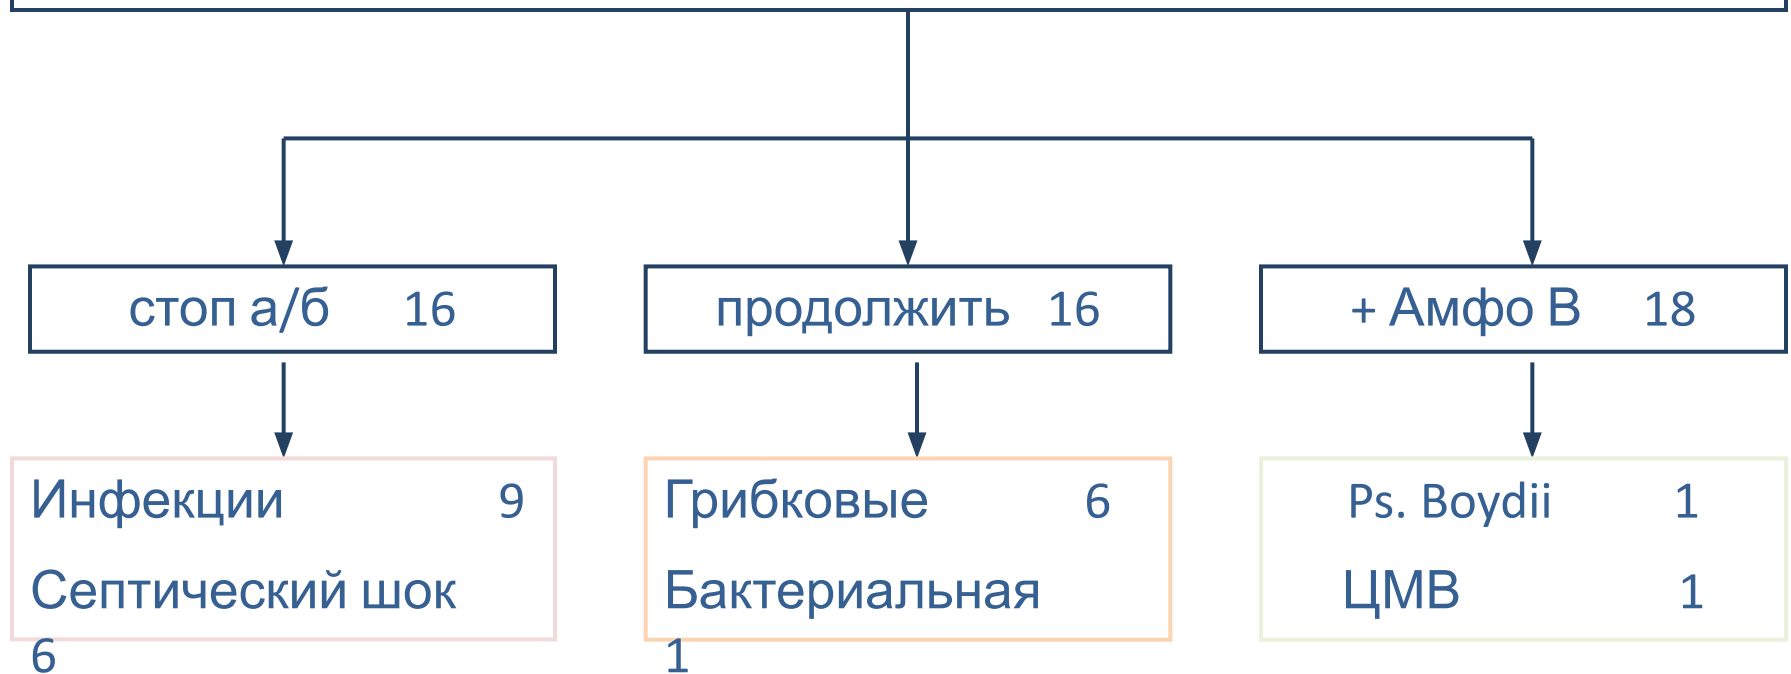 стоп а/б 16
продолжить 16
+ Амфо В 18
Инфекции 9
Септический шок
6
Грибковые 6
Бактериальная
1
Ps. Boydii 1
ЦМВ 1